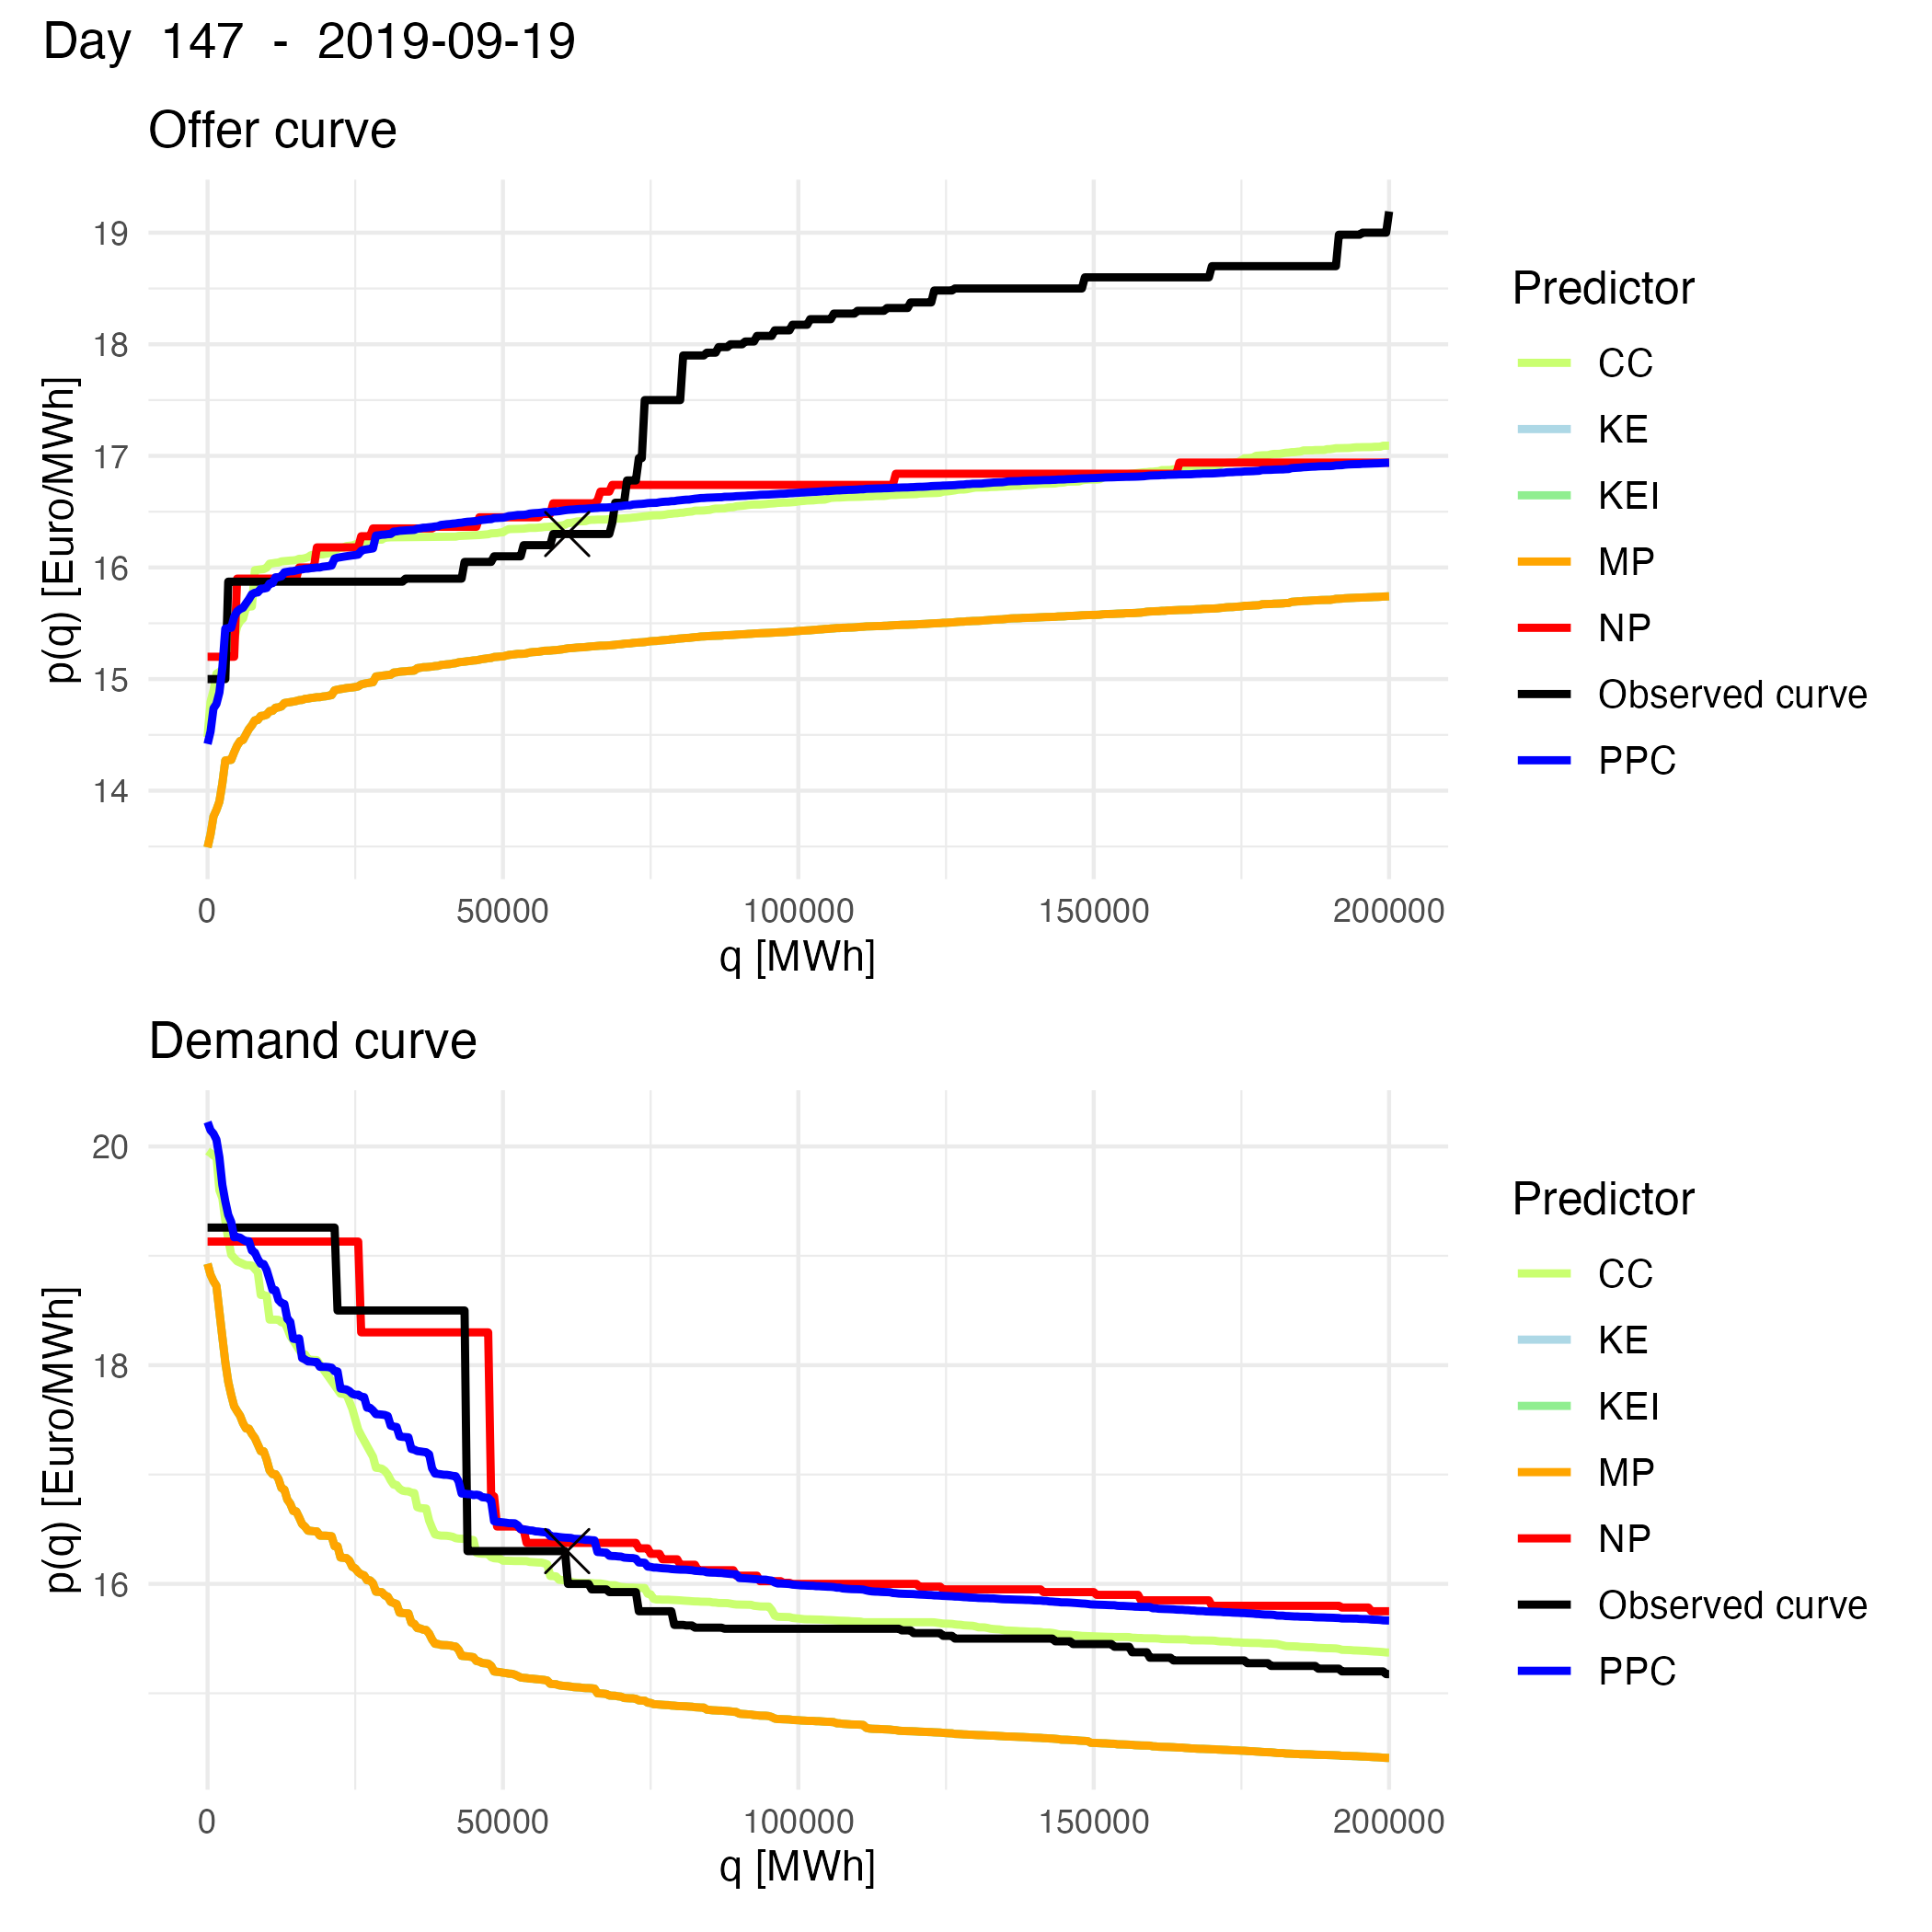 Day 147 - 2019-09-19
Offer curve
p(q) [Euro/MWh]
19
18
17
16
15
14
0 50000 100000 150000 200000
q [MWh]
Predictor
CC
KE
KEI
MP
NP
Observed curve
PPC
Demand curve
p(q) [Euro/MWh]
20
18
16
0 50000 100000 150000 200000
q [MWh]
Predictor
CC
KE
KEI
MP
NP
Observed curve
PPC